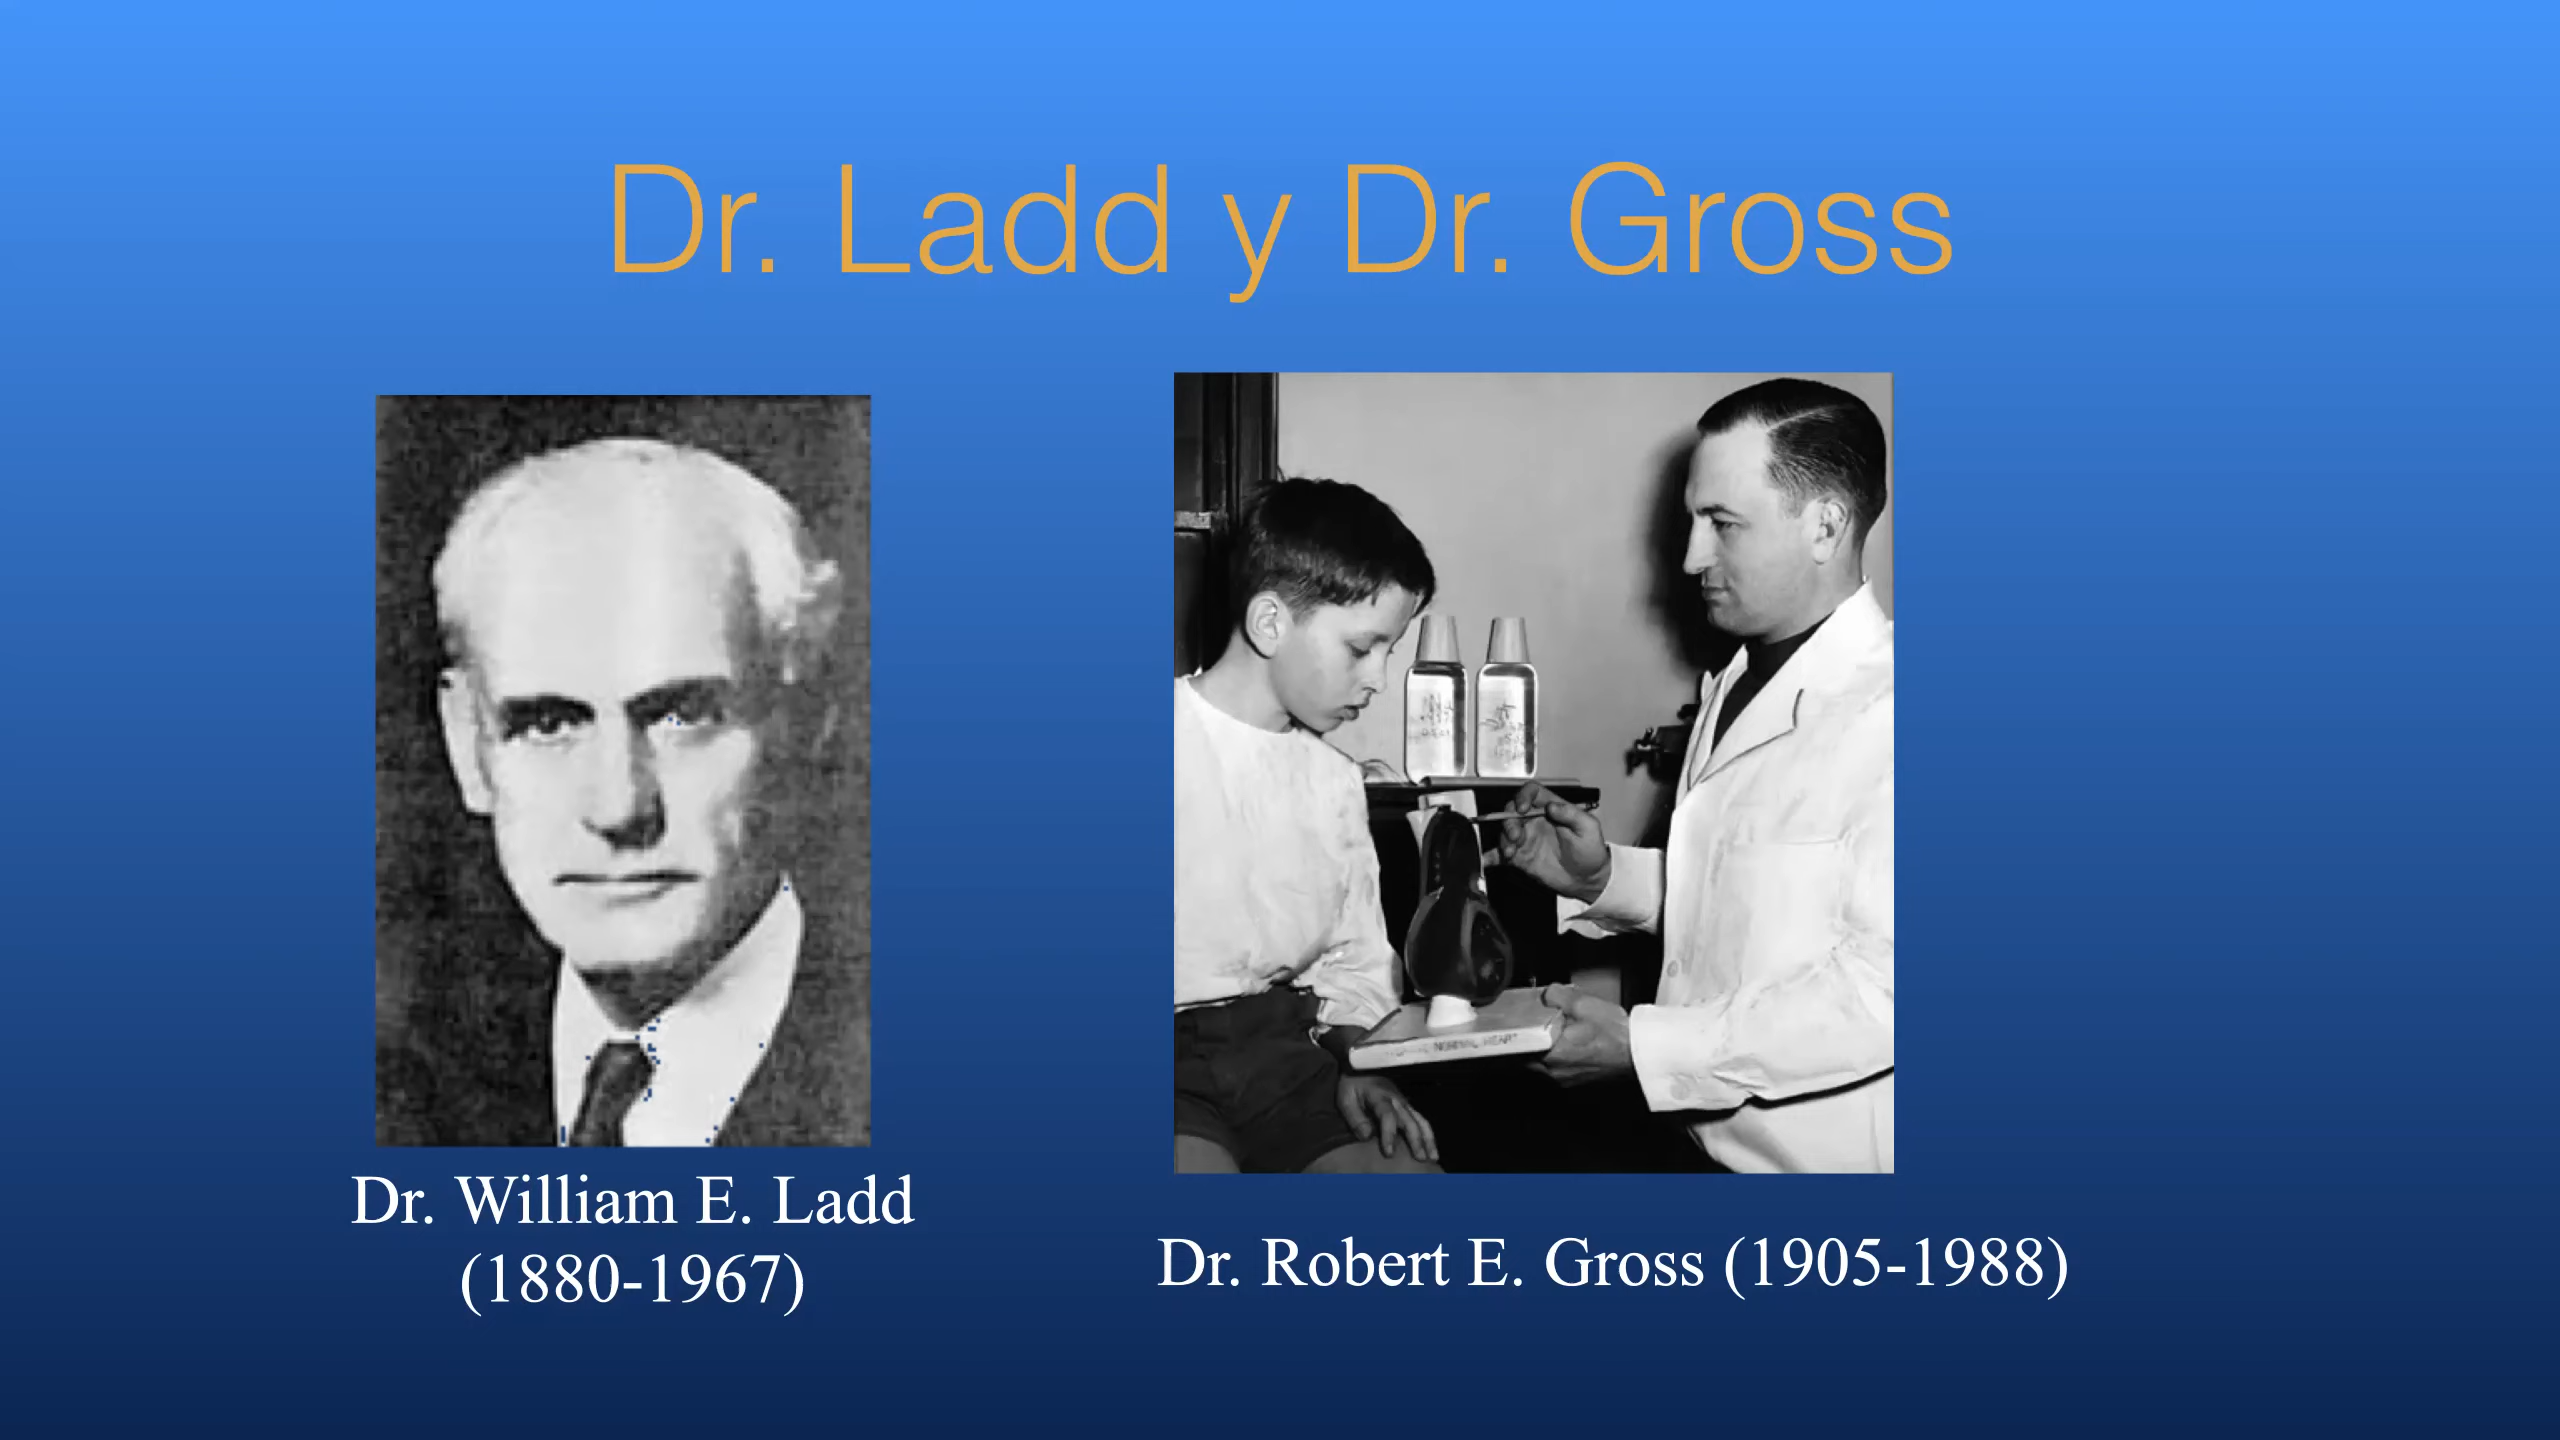 Dr. Ladd y Dr. Gross
Dr. William E. Ladd
(1880-1967)
Dr. Robert E. Gross (1905-1988)